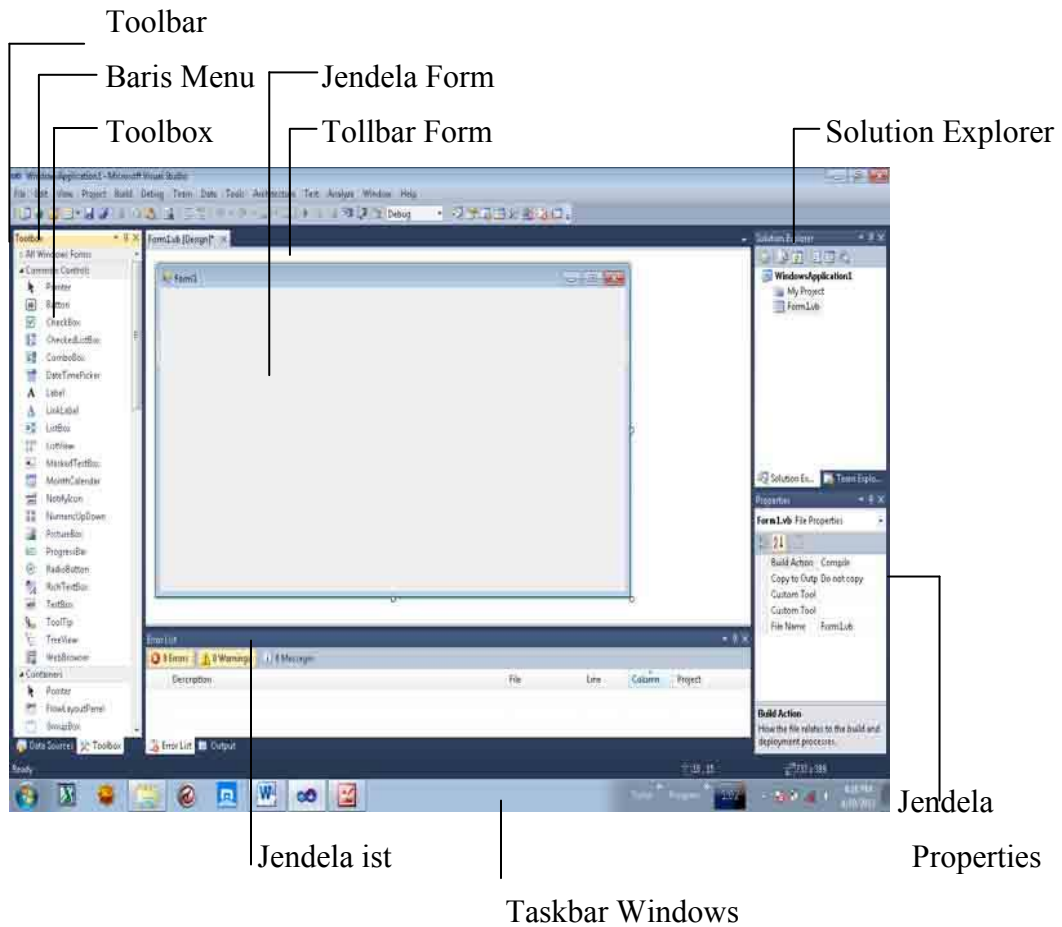 Toolbar
Baris Menu
Jendela Form
Toolbox
Tollbar Form
Solution Explorer
WindowsApplication1 - Microsoft Visual Studio
File Edit View Project Build Debug Team Data Tools Architecture Test Analyze Window Help
Debug
Toolbox
All Windows Forms
Common Controls
Pointer
Button
CheckBox
CheckedListBox
ComboBox
DateTimePicker
Label
LinkLabel
ListBox
ListView
MaskedTextBox
MonthCalendar
NotifyIcon
NumericUpDown
PictureBox
ProgressBar
RadioButton
RichTextBox
TextBox
ToolTip
TreeView
WebBrowser
Containers
Pointer
FlowLayoutPanel
GroupBox
Data Sources Toolbox
Form1.vb [Design]*
Form1
Error List
0 Errors 0 Warnings 0 Messages
Description File Line Column Project
Error List Output
Solution Explorer
WindowsApplication1
My Project
Form1.vb
Solution Ex... Team Explo...
Properties
Form1.vb File Properties
Build Action Compile
Copy to Outp Do not copy
Custom Tool
Custom Tool
File Name Form1.vb
Build Action
How the file relates to the build and
deployment processes.
Ready
Jendela
Properties
Jendela ist
Taskbar Windows